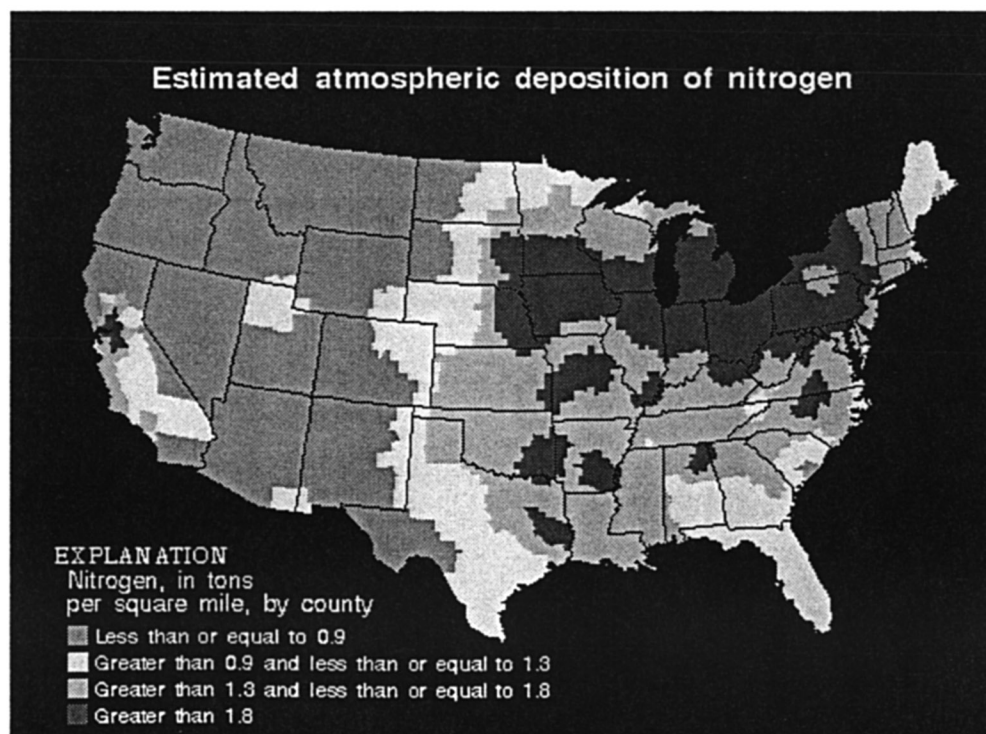 Estimated atmospheric deposition of nitrogen
EXPLANATION
Nitrogen, in tons
per square mile, by county
Less than or equal to 0.9
Greater than 0.9 and less than or equal to 1.3
Greater than 1.3 and less than or equal to 1.8
Greater than 1.8